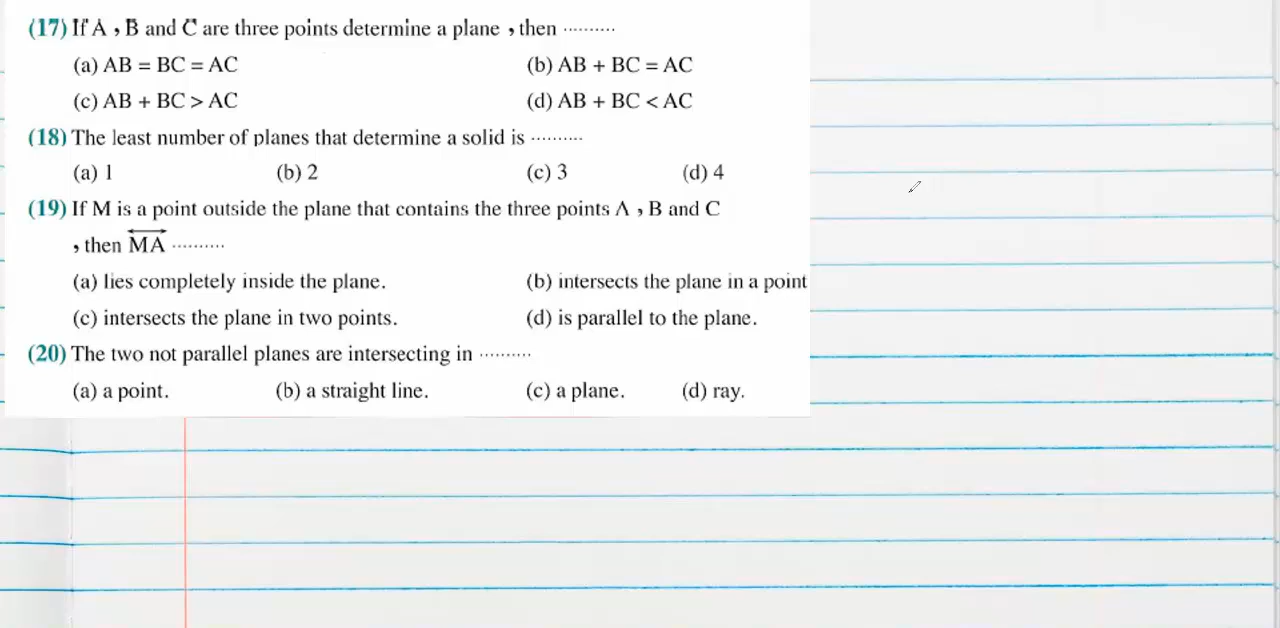 (17) If A , B and C are three points determine a plane , then ..........
(a) AB = BC = AC (b) AB + BC = AC
(c) AB + BC > AC (d) AB + BC < AC
(18) The least number of planes that determine a solid is ..........
(a) 1 (b) 2 (c) 3 (d) 4
(19) If M is a point outside the plane that contains the three points A , B and C
, then MA ..........
(a) lies completely inside the plane. (b) intersects the plane in a point
(c) intersects the plane in two points. (d) is parallel to the plane.
(20) The two not parallel planes are intersecting in ..........
(a) a point. (b) a straight line. (c) a plane. (d) ray.